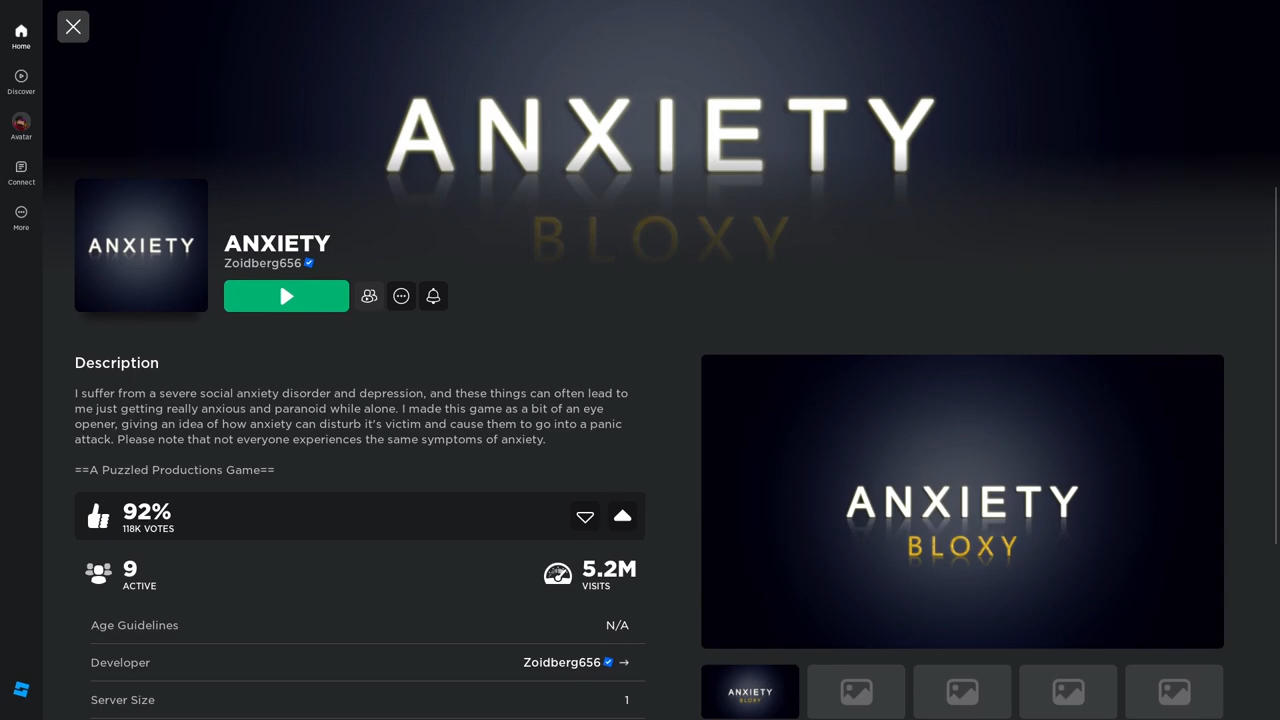 Home
Discover
Avatar
Connect
More
ANXIETY
BLOXY
ANXIETY
ANXIETY
Zoidberg656
Description
I suffer from a severe social anxiety disorder and depression, and these things can often lead to
me just getting really anxious and paranoid while alone. I made this game as a bit of an eye
opener, giving an idea of how anxiety can disturb it's victim and cause them to go into a panic
attack. Please note that not everyone experiences the same symptoms of anxiety.
==A Puzzled Productions Game==
92%
118K VOTES
9
ACTIVE
5.2M
VISITS
Age Guidelines N/A
Developer Zoidberg656 →
Server Size 1
ANXIETY
BLOXY
ANXIETY
BLOXY